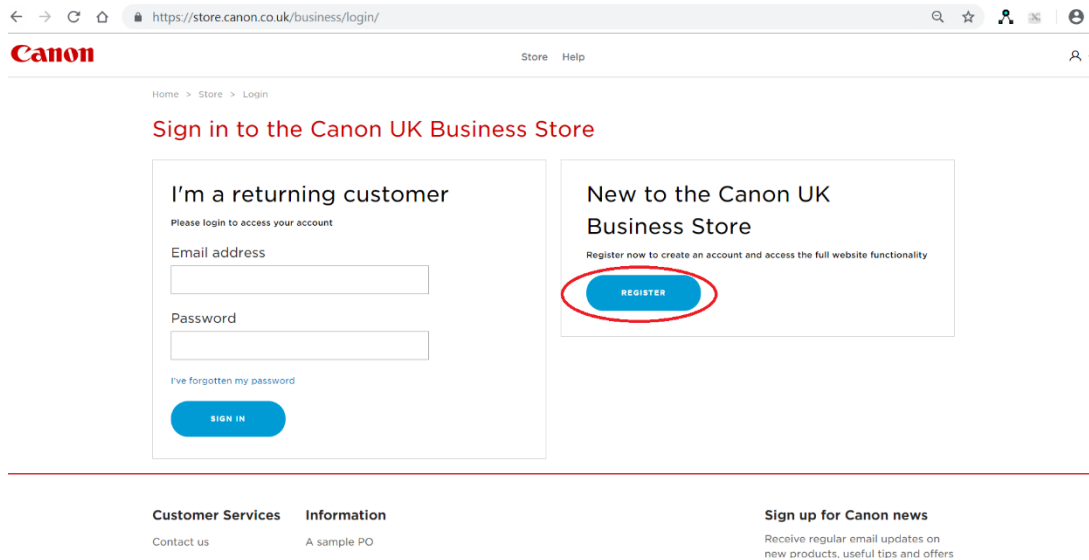 https://store.canon.co.uk/business/login/
Canon
Store Help
Home > Store > Login
Sign in to the Canon UK Business Store
I'm a returning customer
Please login to access your account
Email address
Password
I've forgotten my password
SIGN IN
New to the Canon UK
Business Store
Register now to create an account and access the full website functionality
REGISTER
Customer Services
Contact us
Information
A sample PO
Sign up for Canon news
Receive regular email updates on
new products, useful tips and offers